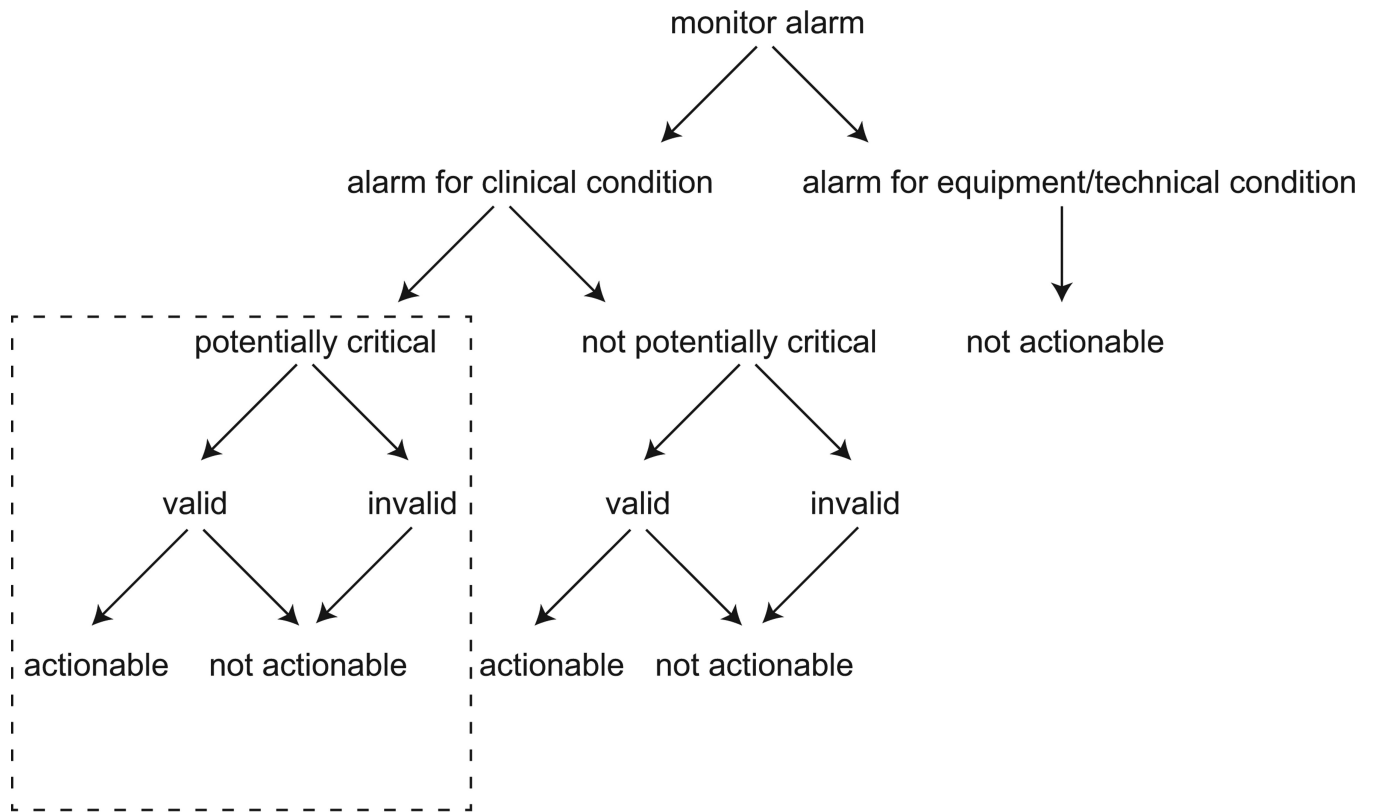 monitor alarm
alarm for clinical condition
alarm for equipment/technical condition
potentially critical
not potentially critical
not actionable
valid
invalid
valid
invalid
actionable
not actionable
actionable
not actionable